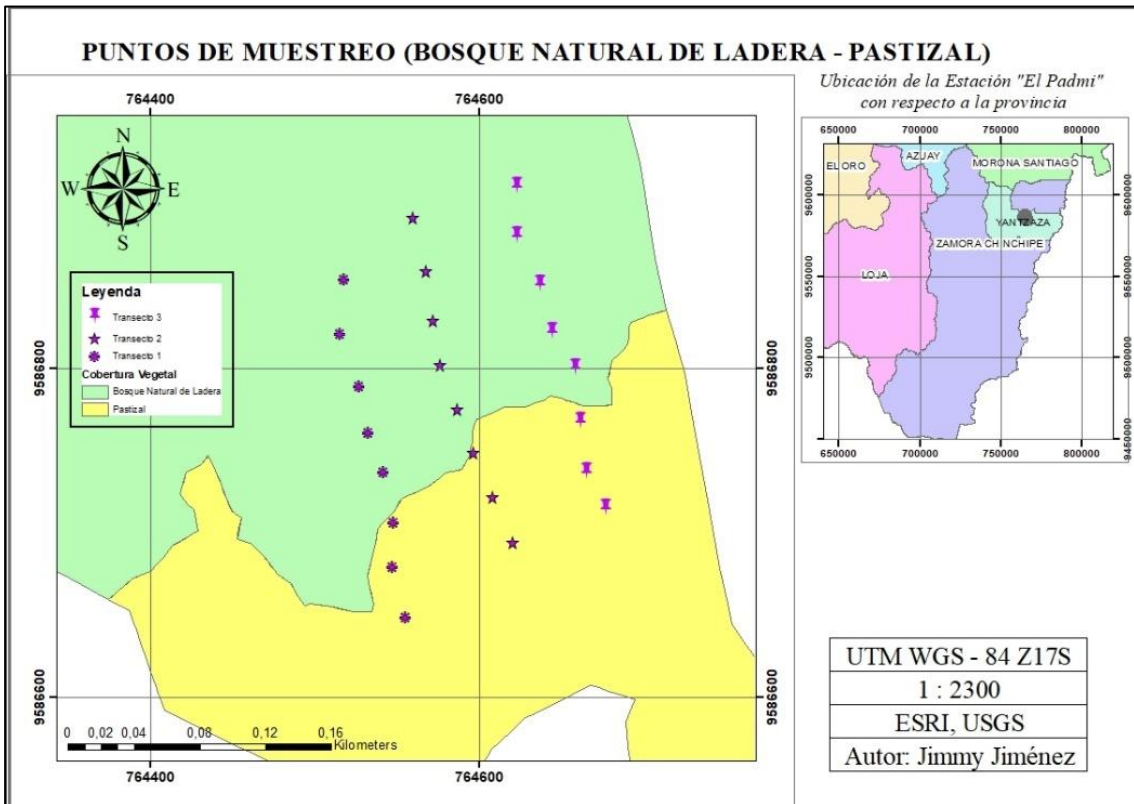 PUNTOS DE MUESTREO (BOSQUE NATURAL DE LADERA - PASTIZAL)
764400
764600
9586800
9586600
9586800
9586600
764400
764600
N
W
E
S
Leyenda
Transecto 3
Transecto 2
Transecto 1
Cobertura Vegetal
Bosque Natural de Ladera
Pastizal
0
0,02
0,04
0,08
0,12
0,16
Kilometers
Ubicación de la Estación "El Padmi"
con respecto a la provincia
650000
700000
750000
800000
9600000
9550000
9500000
9600000
9550000
9500000
9450000
EL ORO
AZUAY
MORONA SANTIAGO
YANTZAZA
ZAMORA CHINCHIPE
LOJA
650000
700000
750000
800000
UTM WGS - 84 Z17S
1 : 2300
ESRI, USGS
Autor: Jimmy Jiménez